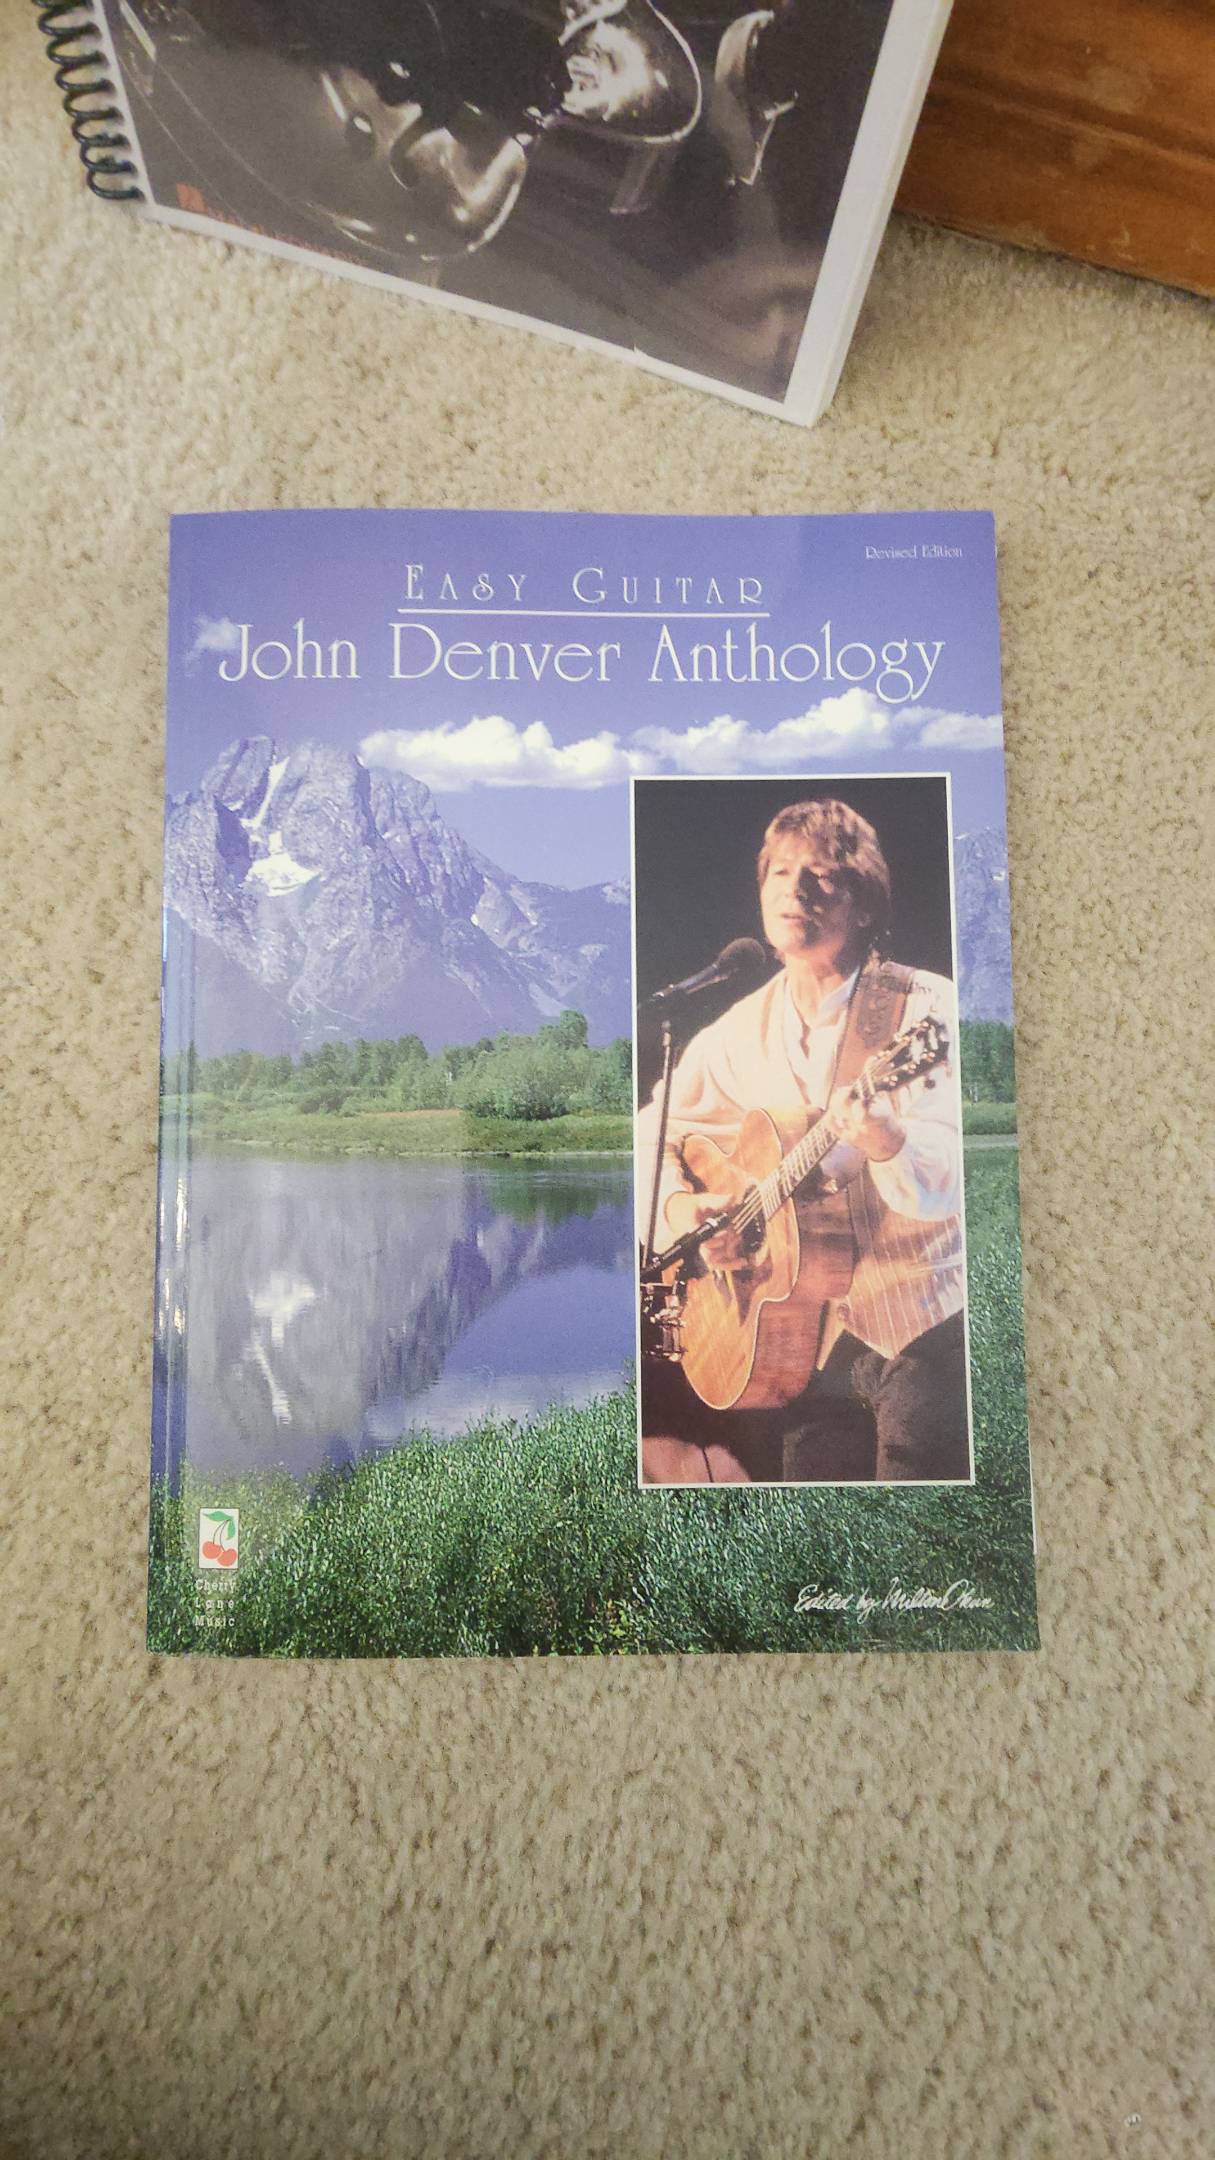 Revised Edition
EASY GUITAR
John Denver Anthology
Cherry
Lane
Music
Edited by Milton Okun